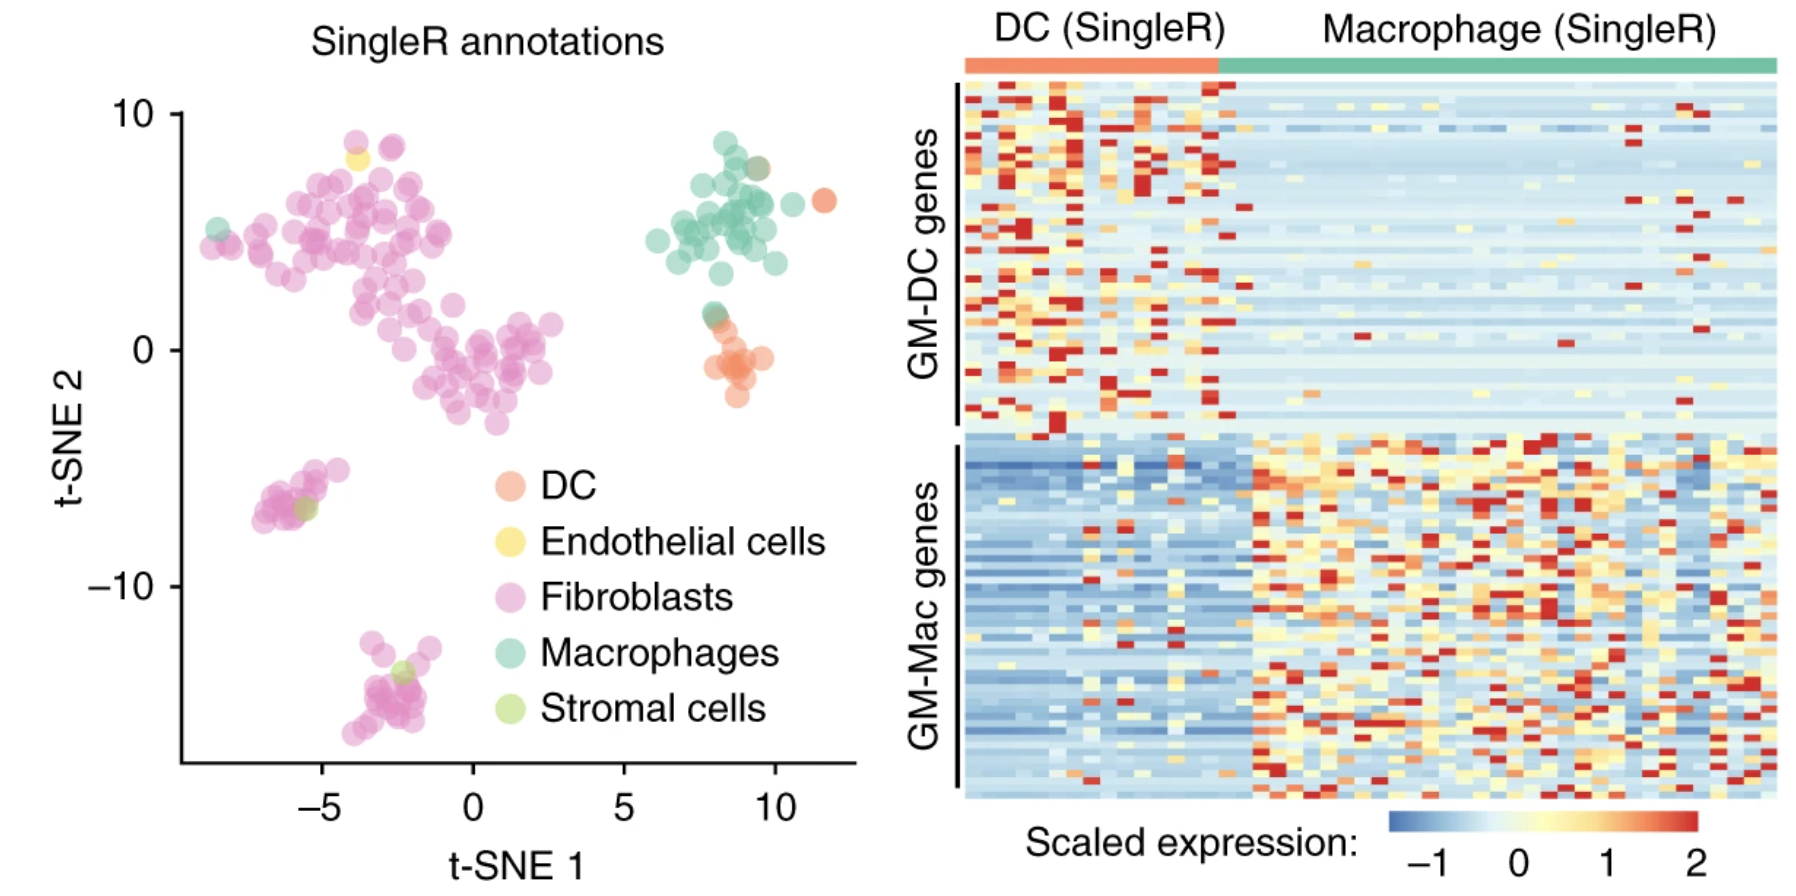 SingleR annotations
10
0
–10
t-SNE 2
–5 0 5 10
t-SNE 1
DC
Endothelial cells
Fibroblasts
Macrophages
Stromal cells
DC (SingleR) Macrophage (SingleR)
GM-DC genes
GM-Mac genes
Scaled expression:
–1 0 1 2